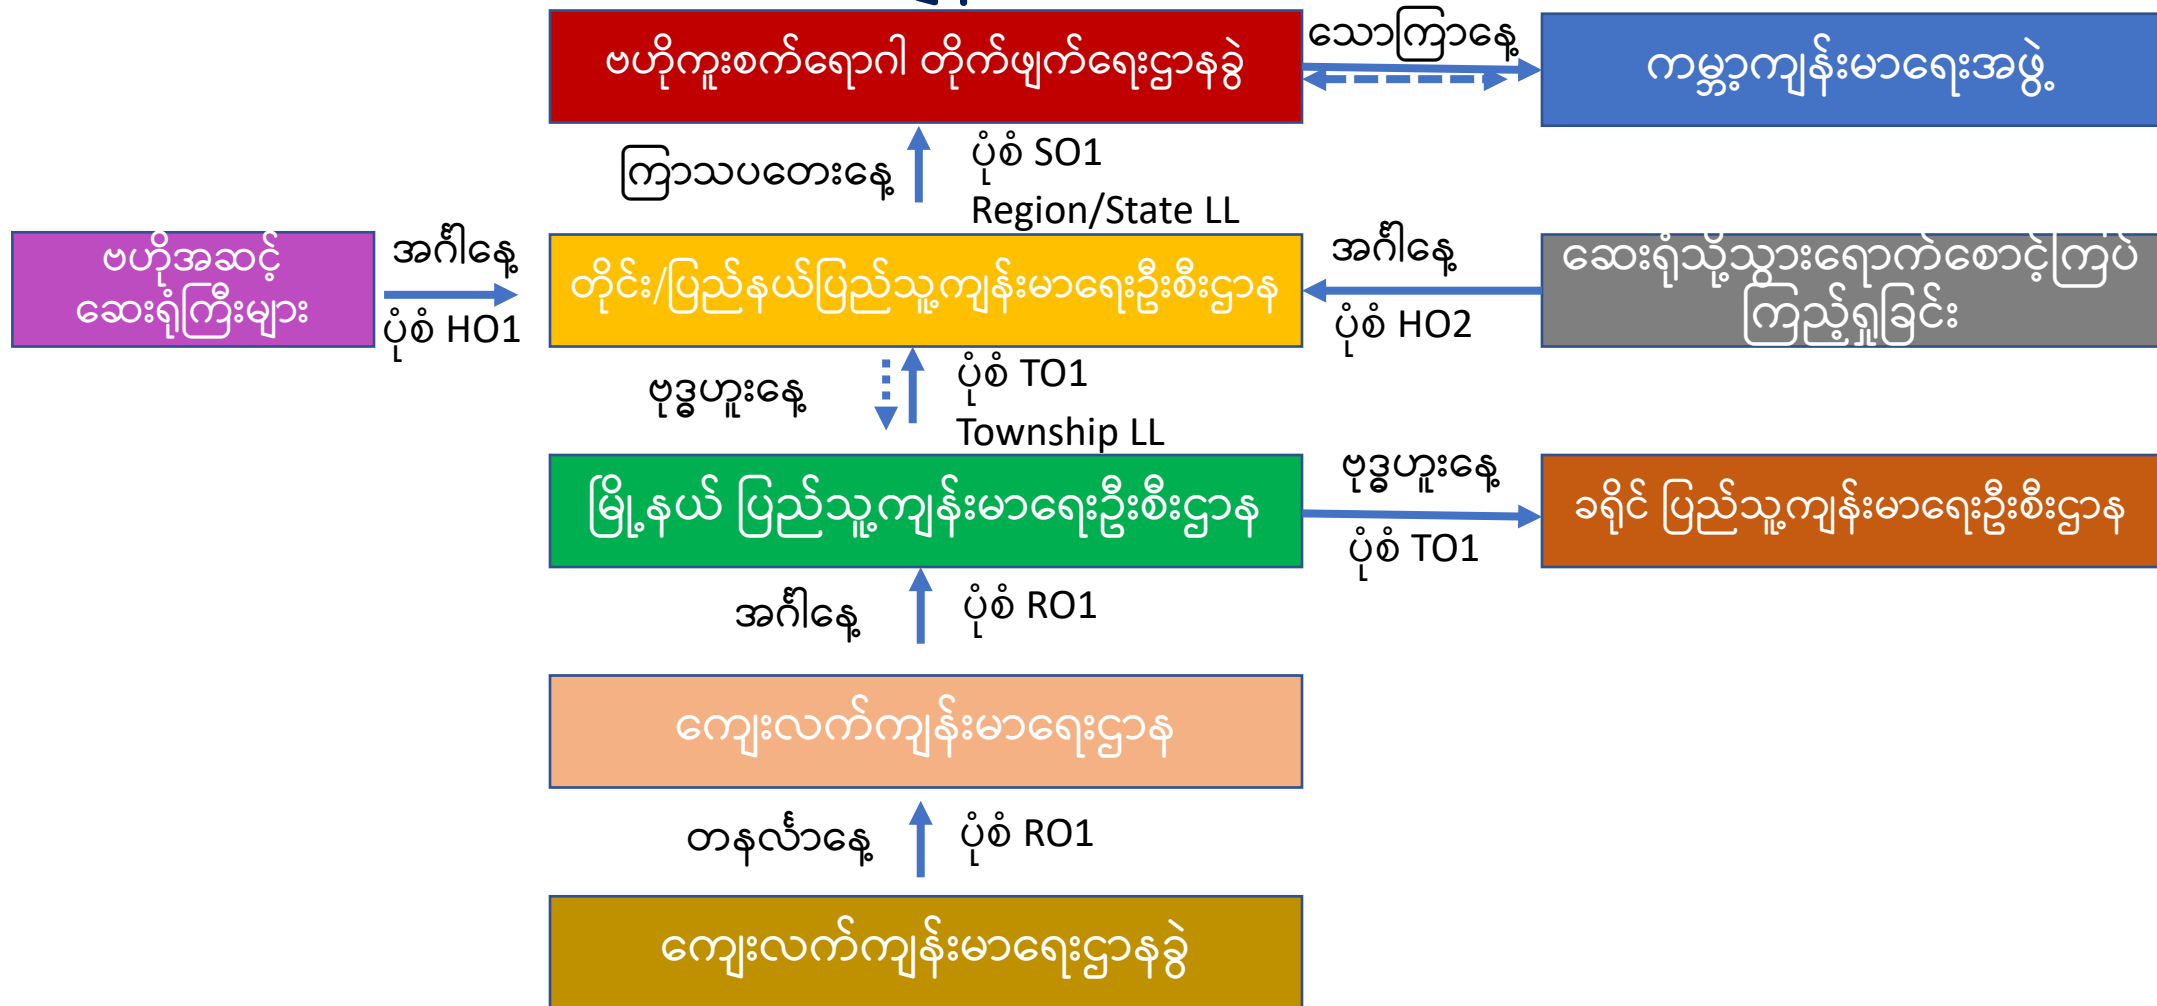 ဗဟိုကူးစက်ရောဂါ တိုက်ဖျက်ရေးဌာနခွဲ
သောကြာနေ့
ကမ္ဘာ့ကျန်းမာရေးအဖွဲ့
ကြာသပတေးနေ့
ပုံစံ SO1
Region/State LL
ဗဟိုအဆင့်
ဆေးရုံကြီးများ
အင်္ဂါနေ့
ပုံစံ HO1
တိုင်း/ပြည်နယ်ပြည်သူ့ကျန်းမာရေးဦးစီးဌာန
အင်္ဂါနေ့
ပုံစံ HO2
ဆေးရုံသို့သွားရောက်စောင့်ကြပ်
ကြည့်ရှုခြင်း
ဗုဒ္ဓဟူးနေ့
ပုံစံ TO1
Township LL
မြို့နယ် ပြည်သူ့ကျန်းမာရေးဦးစီးဌာန
ဗုဒ္ဓဟူးနေ့
ပုံစံ TO1
ခရိုင် ပြည်သူ့ကျန်းမာရေးဦးစီးဌာန
အင်္ဂါနေ့
ပုံစံ RO1
ကျေးလက်ကျန်းမာရေးဌာန
တနင်္လာနေ့
ပုံစံ RO1
ကျေးလက်ကျန်းမာရေးဌာနခွဲ